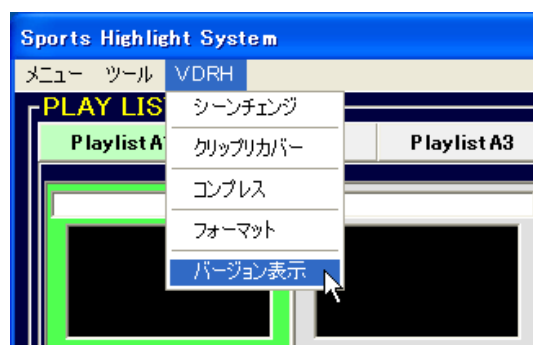 Sports Highlight System
メニュー ツール VDRH
PLAY LIS
Playlist A
Playlist A3
シーンチェンジ
クリップリカバー
コンプレス
フォーマット
バージョン表示